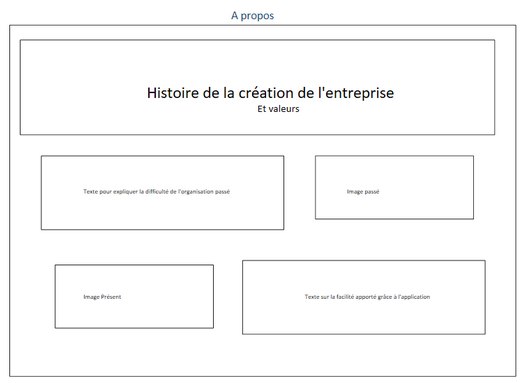 A propos
Histoire de la création de l'entreprise
Et valeurs
Texte pour expliquer la difficulté de l'organisation passé
Image passé
Image Présent
Texte sur la facilité apporté grâce à l'application